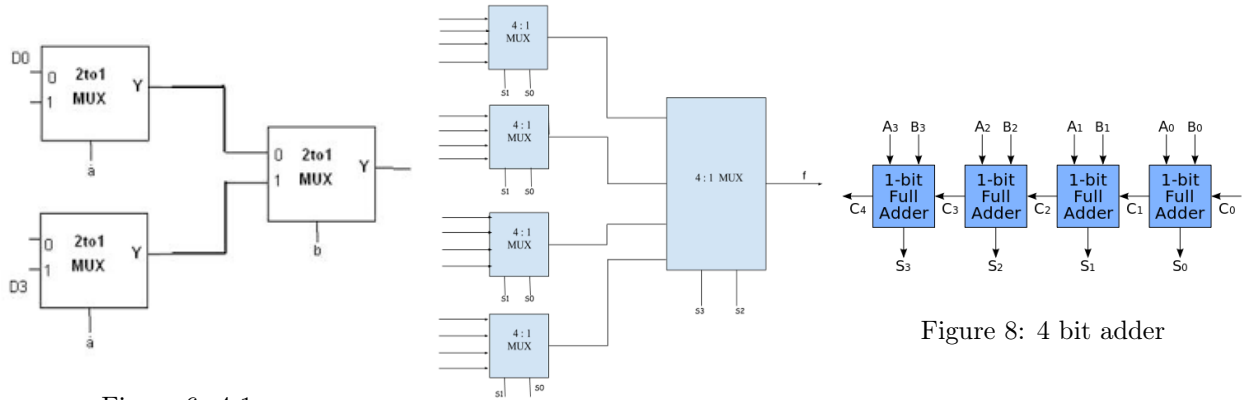 D0
0 2to1 Y
1 MUX
a
0 2to1 Y
1 MUX
b
0 2to1 Y
1 MUX
D3
a
4 : 1
MUX
S1 S0
4 : 1
MUX
S1 S0
4 : 1
MUX
S1 S0
4 : 1
MUX
S1 S0
4 : 1 MUX
f
S3 S2
A3 B3 A2 B2 A1 B1 A0 B0
1-bit 1-bit 1-bit 1-bit
Full Full Full Full
Adder Adder Adder Adder
C4 C3 C2 C1 C0
S3 S2 S1 S0
Figure 8: 4 bit adder